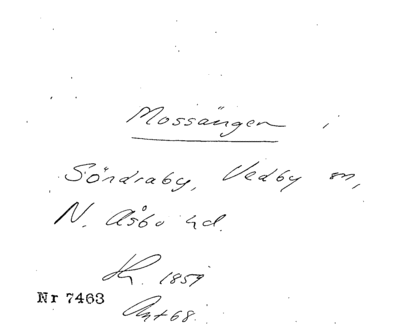 Mossängen i
Söndraby, Vedby sn,
N. Åsbo hd.
1859
Nr 7463